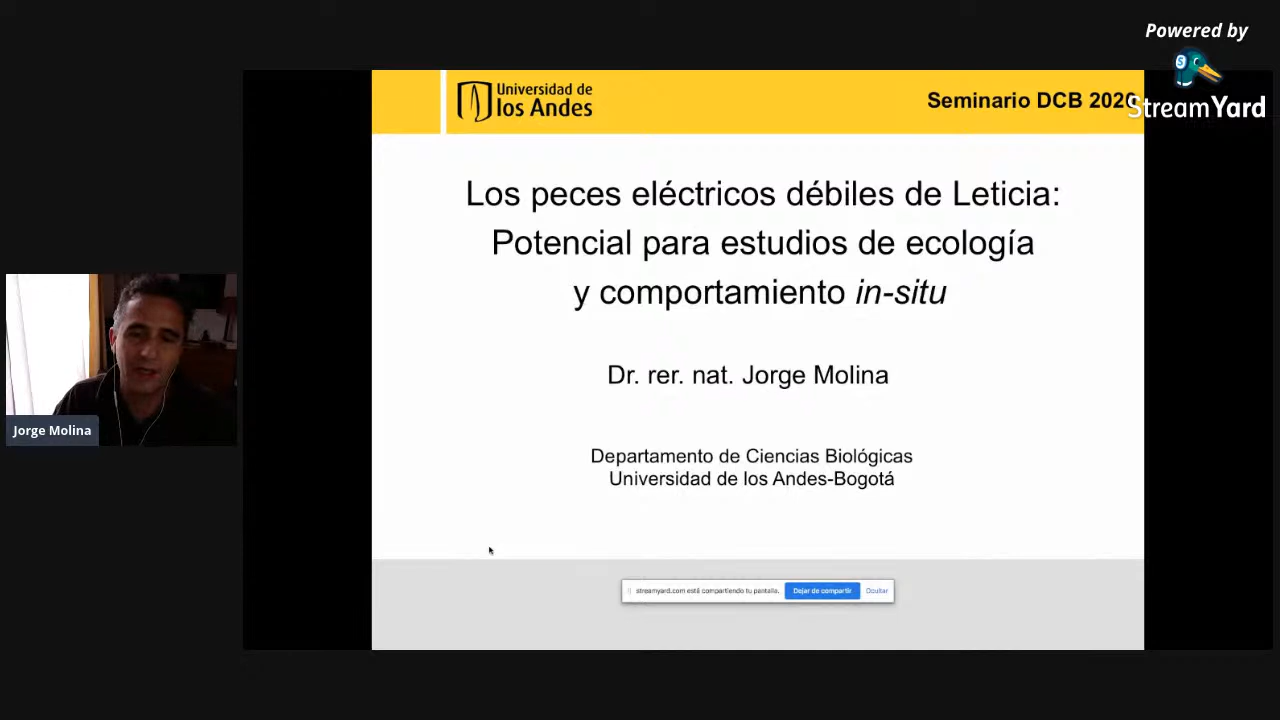 Powered by
StreamYard
Universidad de
los Andes
Seminario DCB 2020
Los peces eléctricos débiles de Leticia:
Potencial para estudios de ecología
y comportamiento in-situ
Dr. rer. nat. Jorge Molina
Jorge Molina
Departamento de Ciencias Biológicas
Universidad de los Andes-Bogotá
streamyard.com está compartiendo tu pantalla.
Dejar de compartir
Ocultar